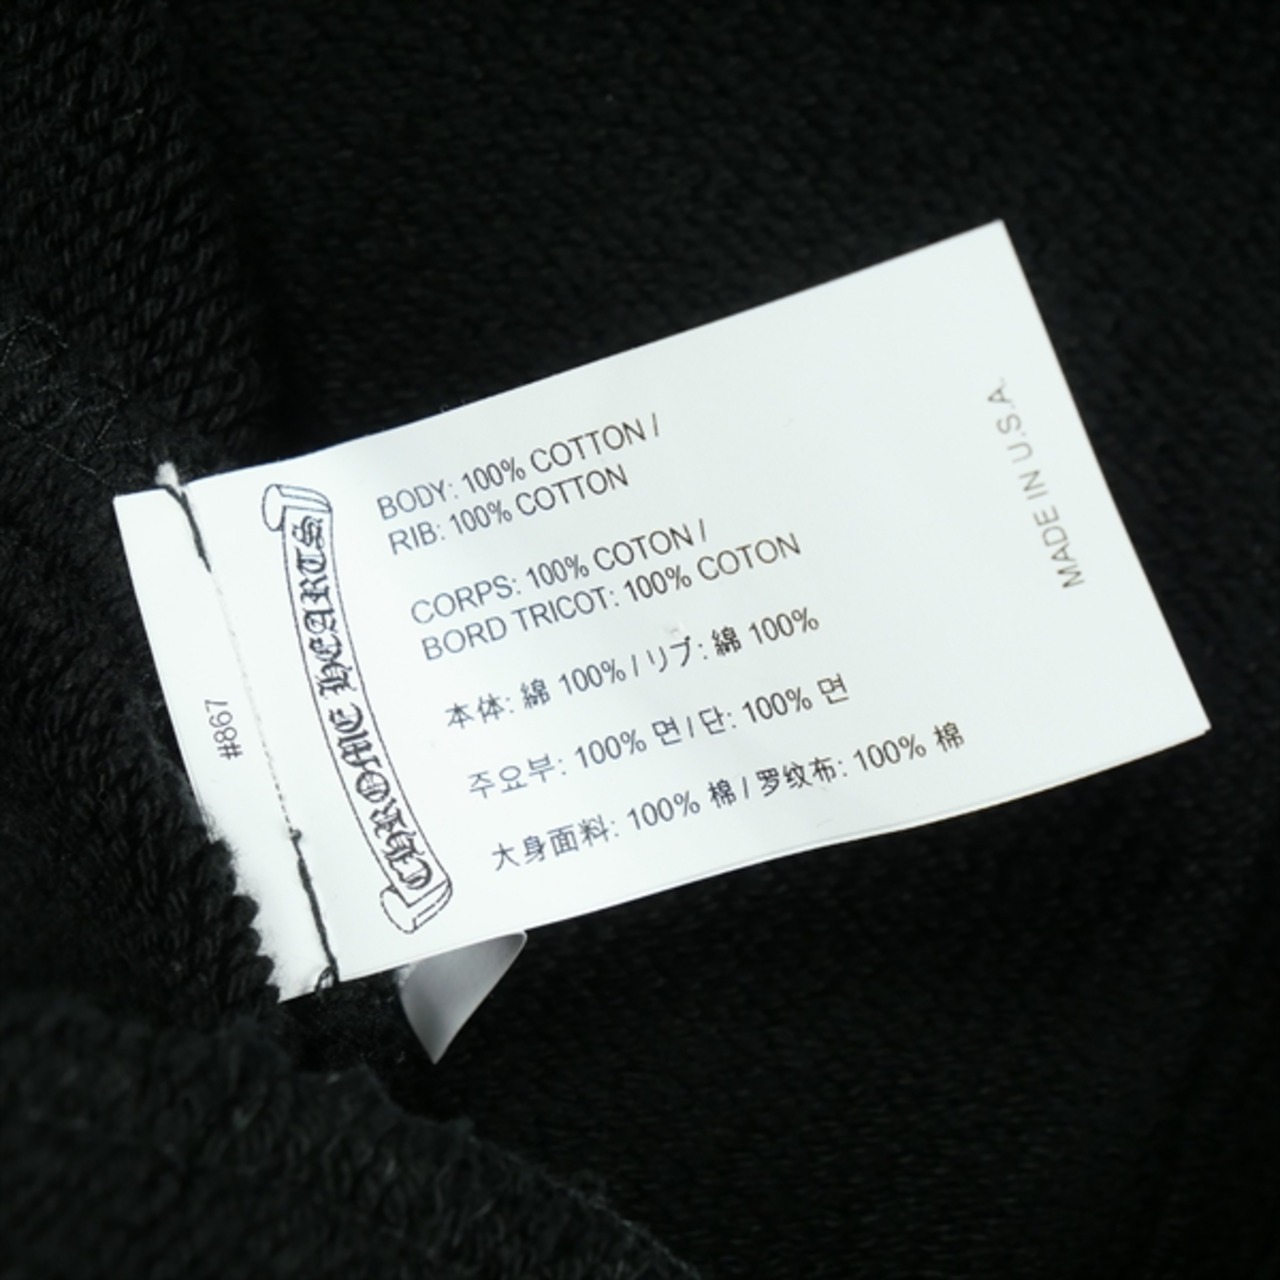 BODY: 100% COTTON /
RIB: 100% COTTON
CORPS: 100% COTON /
BORD TRICOT: 100% COTON
本体: 綿 100% / リブ: 綿 100%
주요부: 100% 면 / 단: 100% 면
大身面料: 100% 棉 / 罗纹布: 100% 棉
MADE IN U.S.A.
CHROME HEARTS
#867